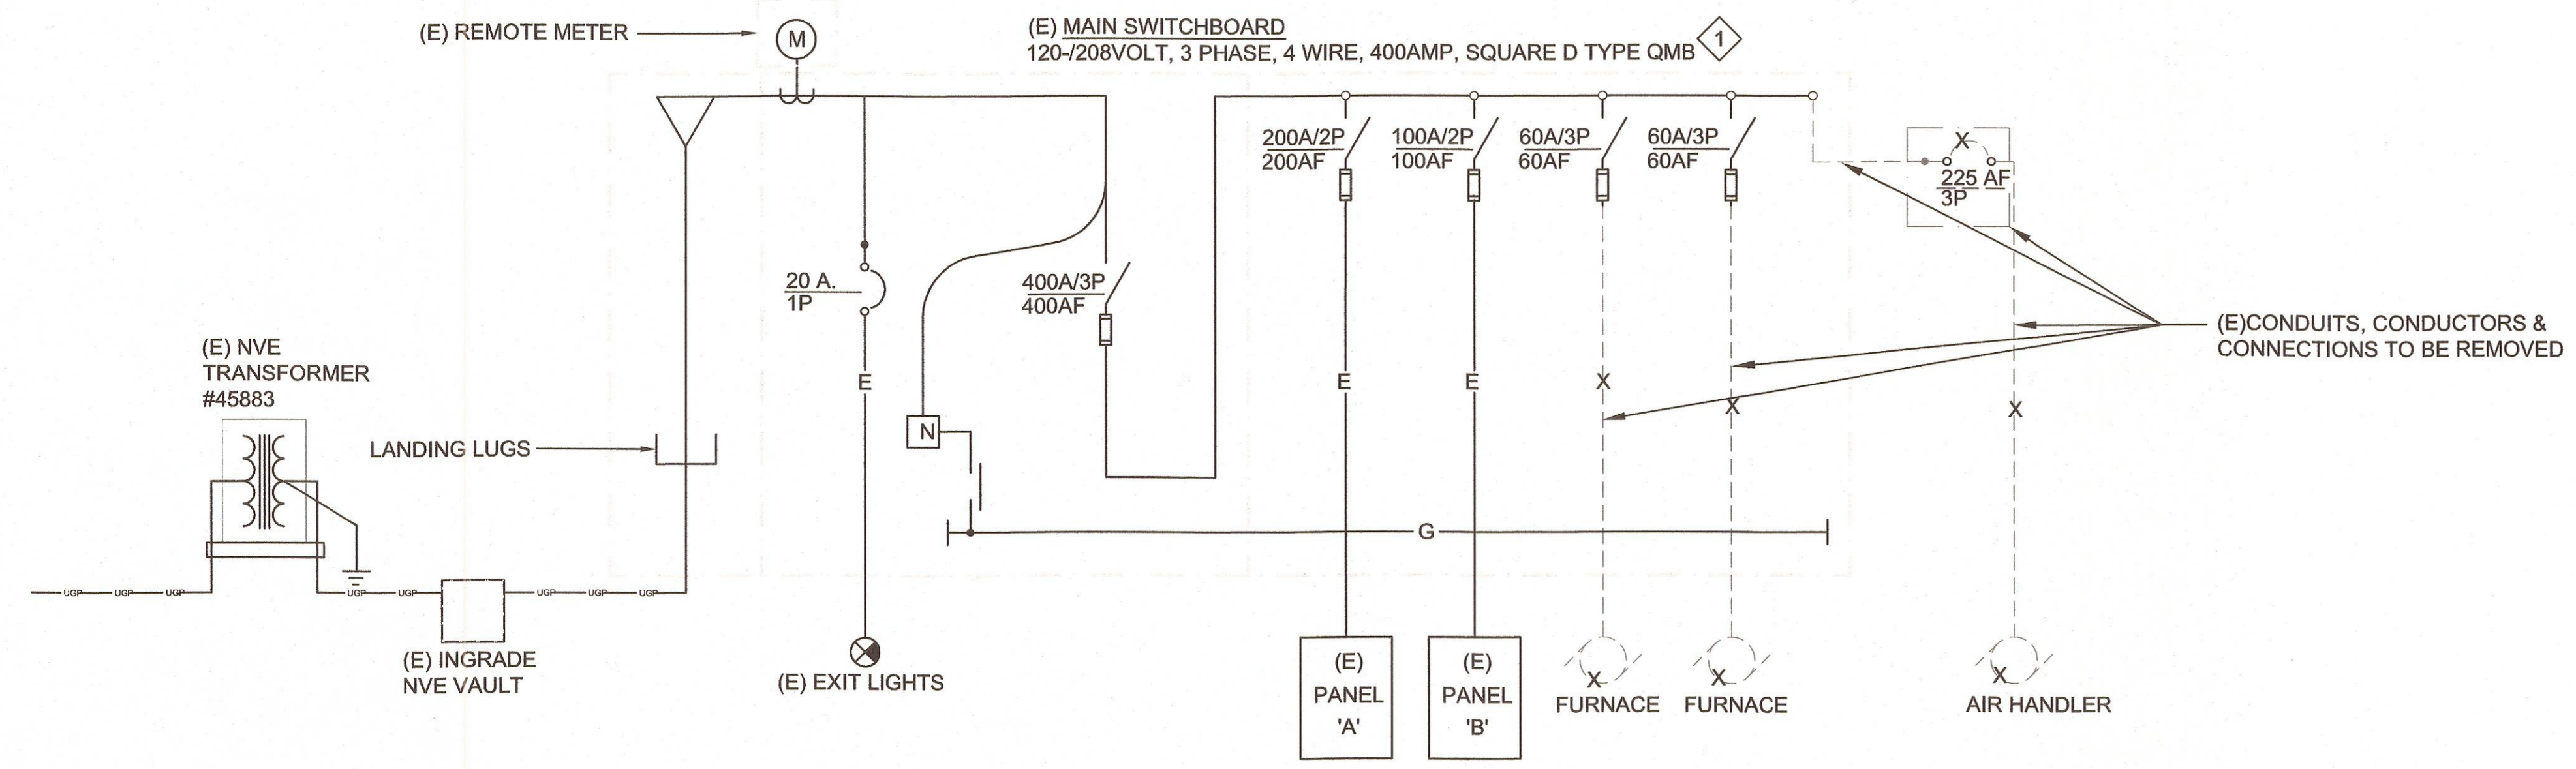 (E) REMOTE METER
M
(E) MAIN SWITCHBOARD
120-/208VOLT, 3 PHASE, 4 WIRE, 400AMP, SQUARE D TYPE QMB
1
200A/2P
200AF
100A/2P
100AF
60A/3P
60AF
60A/3P
60AF
X
225 AF
3P
20 A.
1P
400A/3P
400AF
(E)CONDUITS, CONDUCTORS &
CONNECTIONS TO BE REMOVED
(E) NVE
TRANSFORMER
#45883
E
E
E
X
X
X
N
LANDING LUGS
G
UGP UGP UGP
UGP UGP
UGP UGP UGP
(E) INGRADE
NVE VAULT
(E) EXIT LIGHTS
(E)
PANEL
'A'
(E)
PANEL
'B'
X
FURNACE
X
FURNACE
X
AIR HANDLER